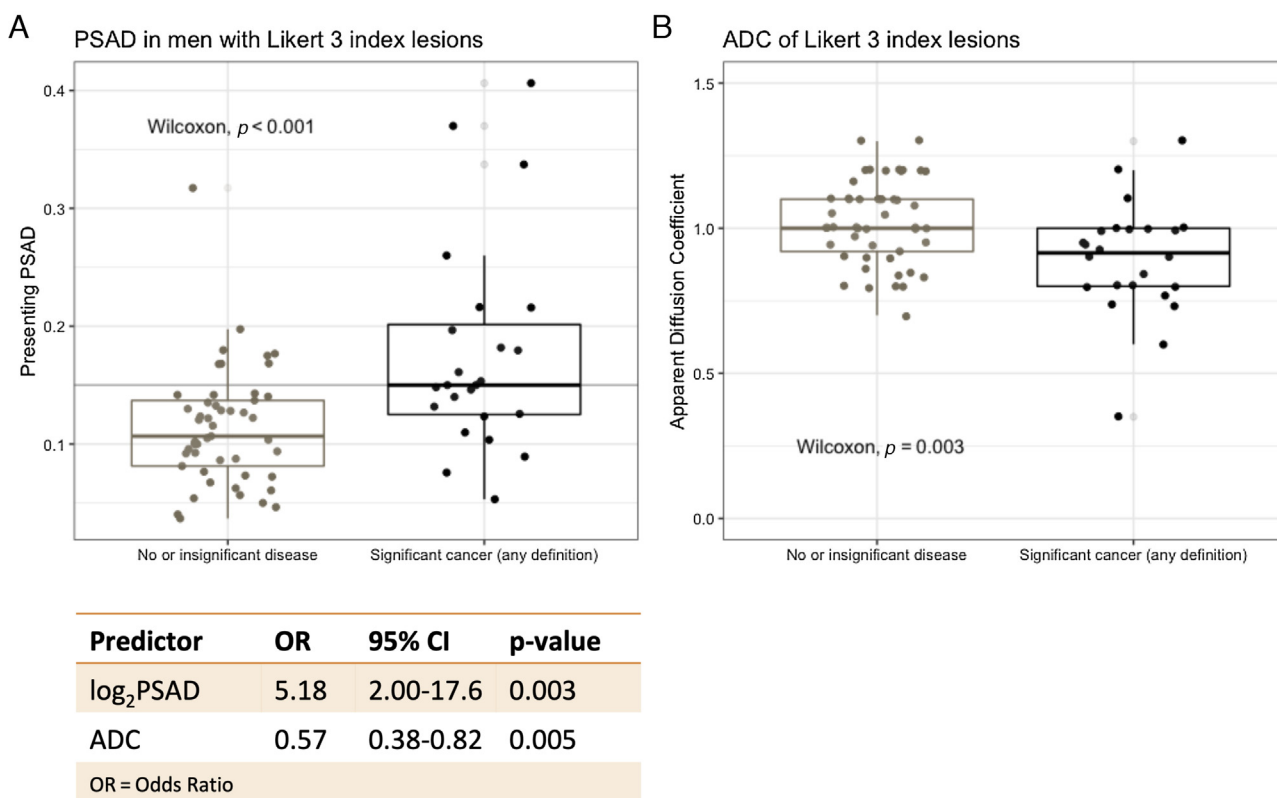 A
PSAD in men with Likert 3 index lesions
Presenting PSAD
0.4
0.3
0.2
0.1
Wilcoxon, p < 0.001
No or insignificant disease
Significant cancer (any definition)
B
ADC of Likert 3 index lesions
Apparent Diffusion Coefficient
1.5
1.0
0.5
0.0
Wilcoxon, p = 0.003
No or insignificant disease
Significant cancer (any definition)
Predictor OR 95% CI p-value
log₂PSAD 5.18 2.00-17.6 0.003
ADC 0.57 0.38-0.82 0.005
OR = Odds Ratio